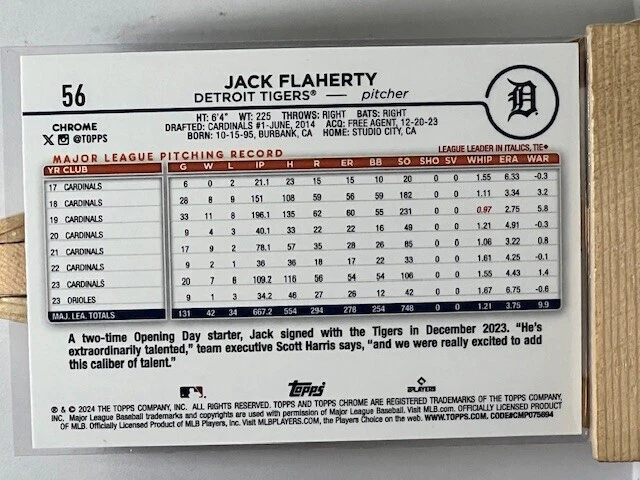 56
JACK FLAHERTY
DETROIT TIGERS® — pitcher
D
CHROME
X @TOPPS
HT: 6'4" WT: 225 THROWS: RIGHT BATS: RIGHT
DRAFTED: CARDINALS #1-JUNE, 2014 ACQ: FREE AGENT, 12-20-23
BORN: 10-15-95, BURBANK, CA HOME: STUDIO CITY, CA
MAJOR LEAGUE PITCHING RECORD LEAGUE LEADER IN ITALICS, TIE♦
YR CLUB G W L IP H R ER BB SO SHO SV WHIP ERA WAR
17 CARDINALS 6 0 2 21.1 23 15 15 10 20 0 0 1.55 6.33 -0.3
18 CARDINALS 28 8 9 151 108 59 56 59 182 0 0 1.11 3.34 3.2
19 CARDINALS 33 11 8 196.1 135 62 60 55 231 0 0 0.97 2.75 5.8
20 CARDINALS 9 4 3 40.1 33 22 22 16 49 0 0 1.21 4.91 -0.3
21 CARDINALS 17 9 2 78.1 57 35 28 26 85 0 0 1.06 3.22 0.8
22 CARDINALS 9 2 1 36 36 18 17 22 33 0 0 1.61 4.25 -0.1
23 CARDINALS 20 7 6 109.2 116 56 54 54 106 0 0 1.55 4.43 1.4
23 ORIOLES 9 1 3 34.2 46 27 26 12 42 0 0 1.67 6.75 -0.6
MAJ. LEA. TOTALS 131 42 34 667.2 554 294 278 254 748 0 0 1.21 3.75 9.9
A two-time Opening Day starter, Jack signed with the Tigers in December 2023. "He's
extraordinarily talented," team executive Scott Harris says, "and we were really excited to add
this caliber of talent."
topps
PLAYERS
® & © 2024 THE TOPPS COMPANY, INC. ALL RIGHTS RESERVED. TOPPS AND TOPPS CHROME ARE REGISTERED TRADEMARKS OF THE TOPPS COMPANY,
INC. Major League Baseball trademarks and copyrights are used with permission of Major League Baseball. Visit MLB.com. OFFICIALLY LICENSED PRODUCT
OF MLB. Officially Licensed Product of MLB Players, Inc. Visit MLBPLAYERS.COM, the Players Choice on the web. WWW.TOPPS.COM. CODE#CMP075694